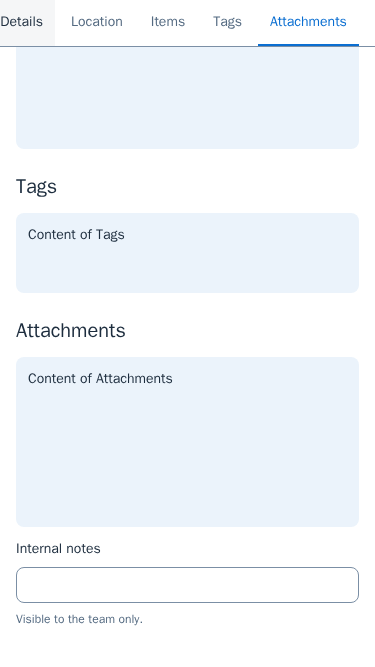 Details Location Items Tags Attachments
Tags
Content of Tags
Attachments
Content of Attachments
Internal notes
Visible to the team only.